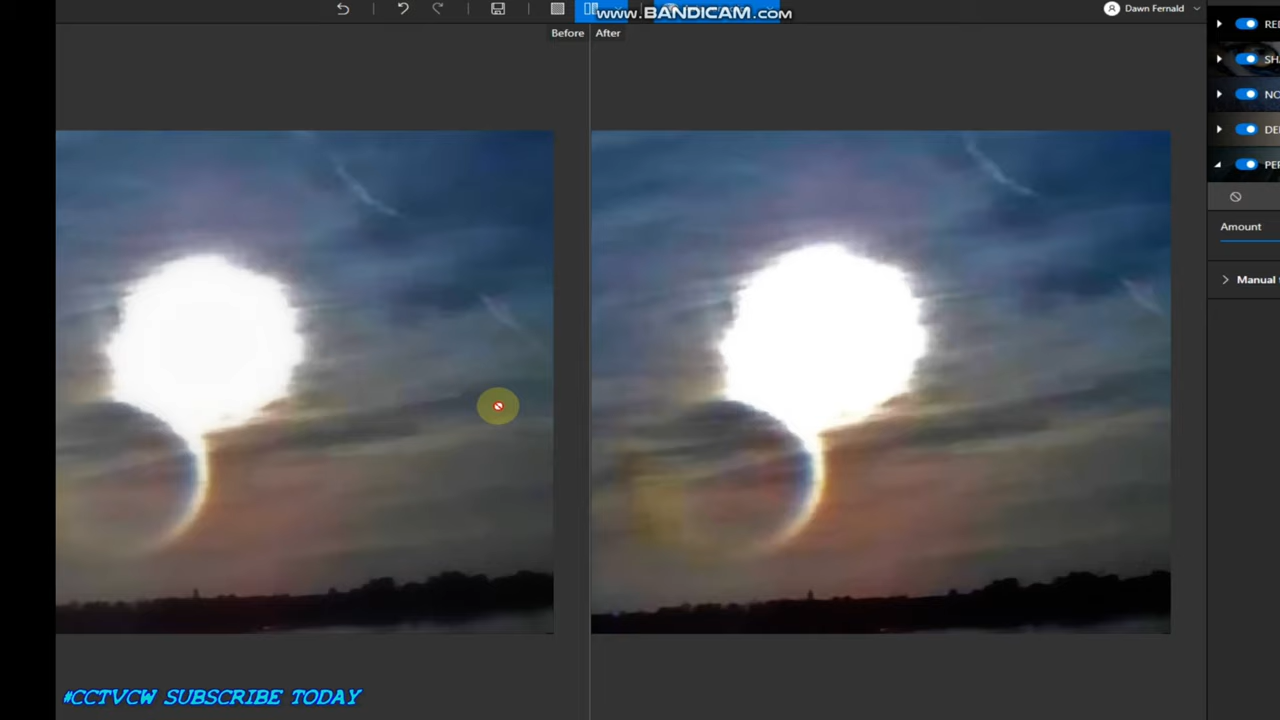 www.BANDICAM.com
Dawn Fernald
Before
After
Amount
Manual
#CCTVCW SUBSCRIBE TODAY